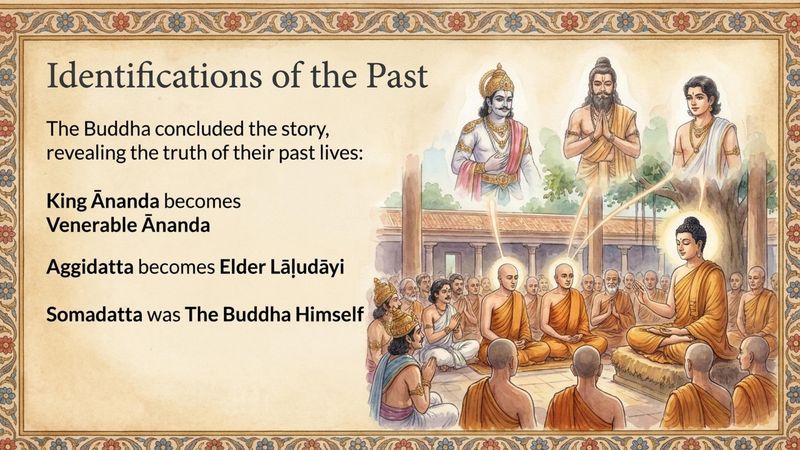 Identifications of the Past
The Buddha concluded the story,
revealing the truth of their past lives:
King Ānanda becomes
Venerable Ānanda
Aggidatta becomes Elder Lāḷudāyi
Somadatta was The Buddha Himself